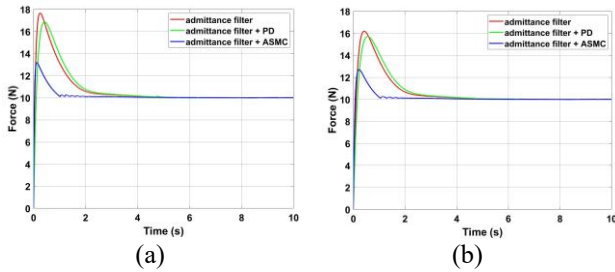 18
16
14
12
10
8
6
4
2
0
Force (N)
0 2 4 6 8 10
Time (s)
admittance filter
admittance filter + PD
admittance filter + ASMC
(a)
18
16
14
12
10
8
6
4
2
0
Force (N)
0 2 4 6 8 10
Time (s)
admittance filter
admittance filter + PD
admittance filter + ASMC
(b)